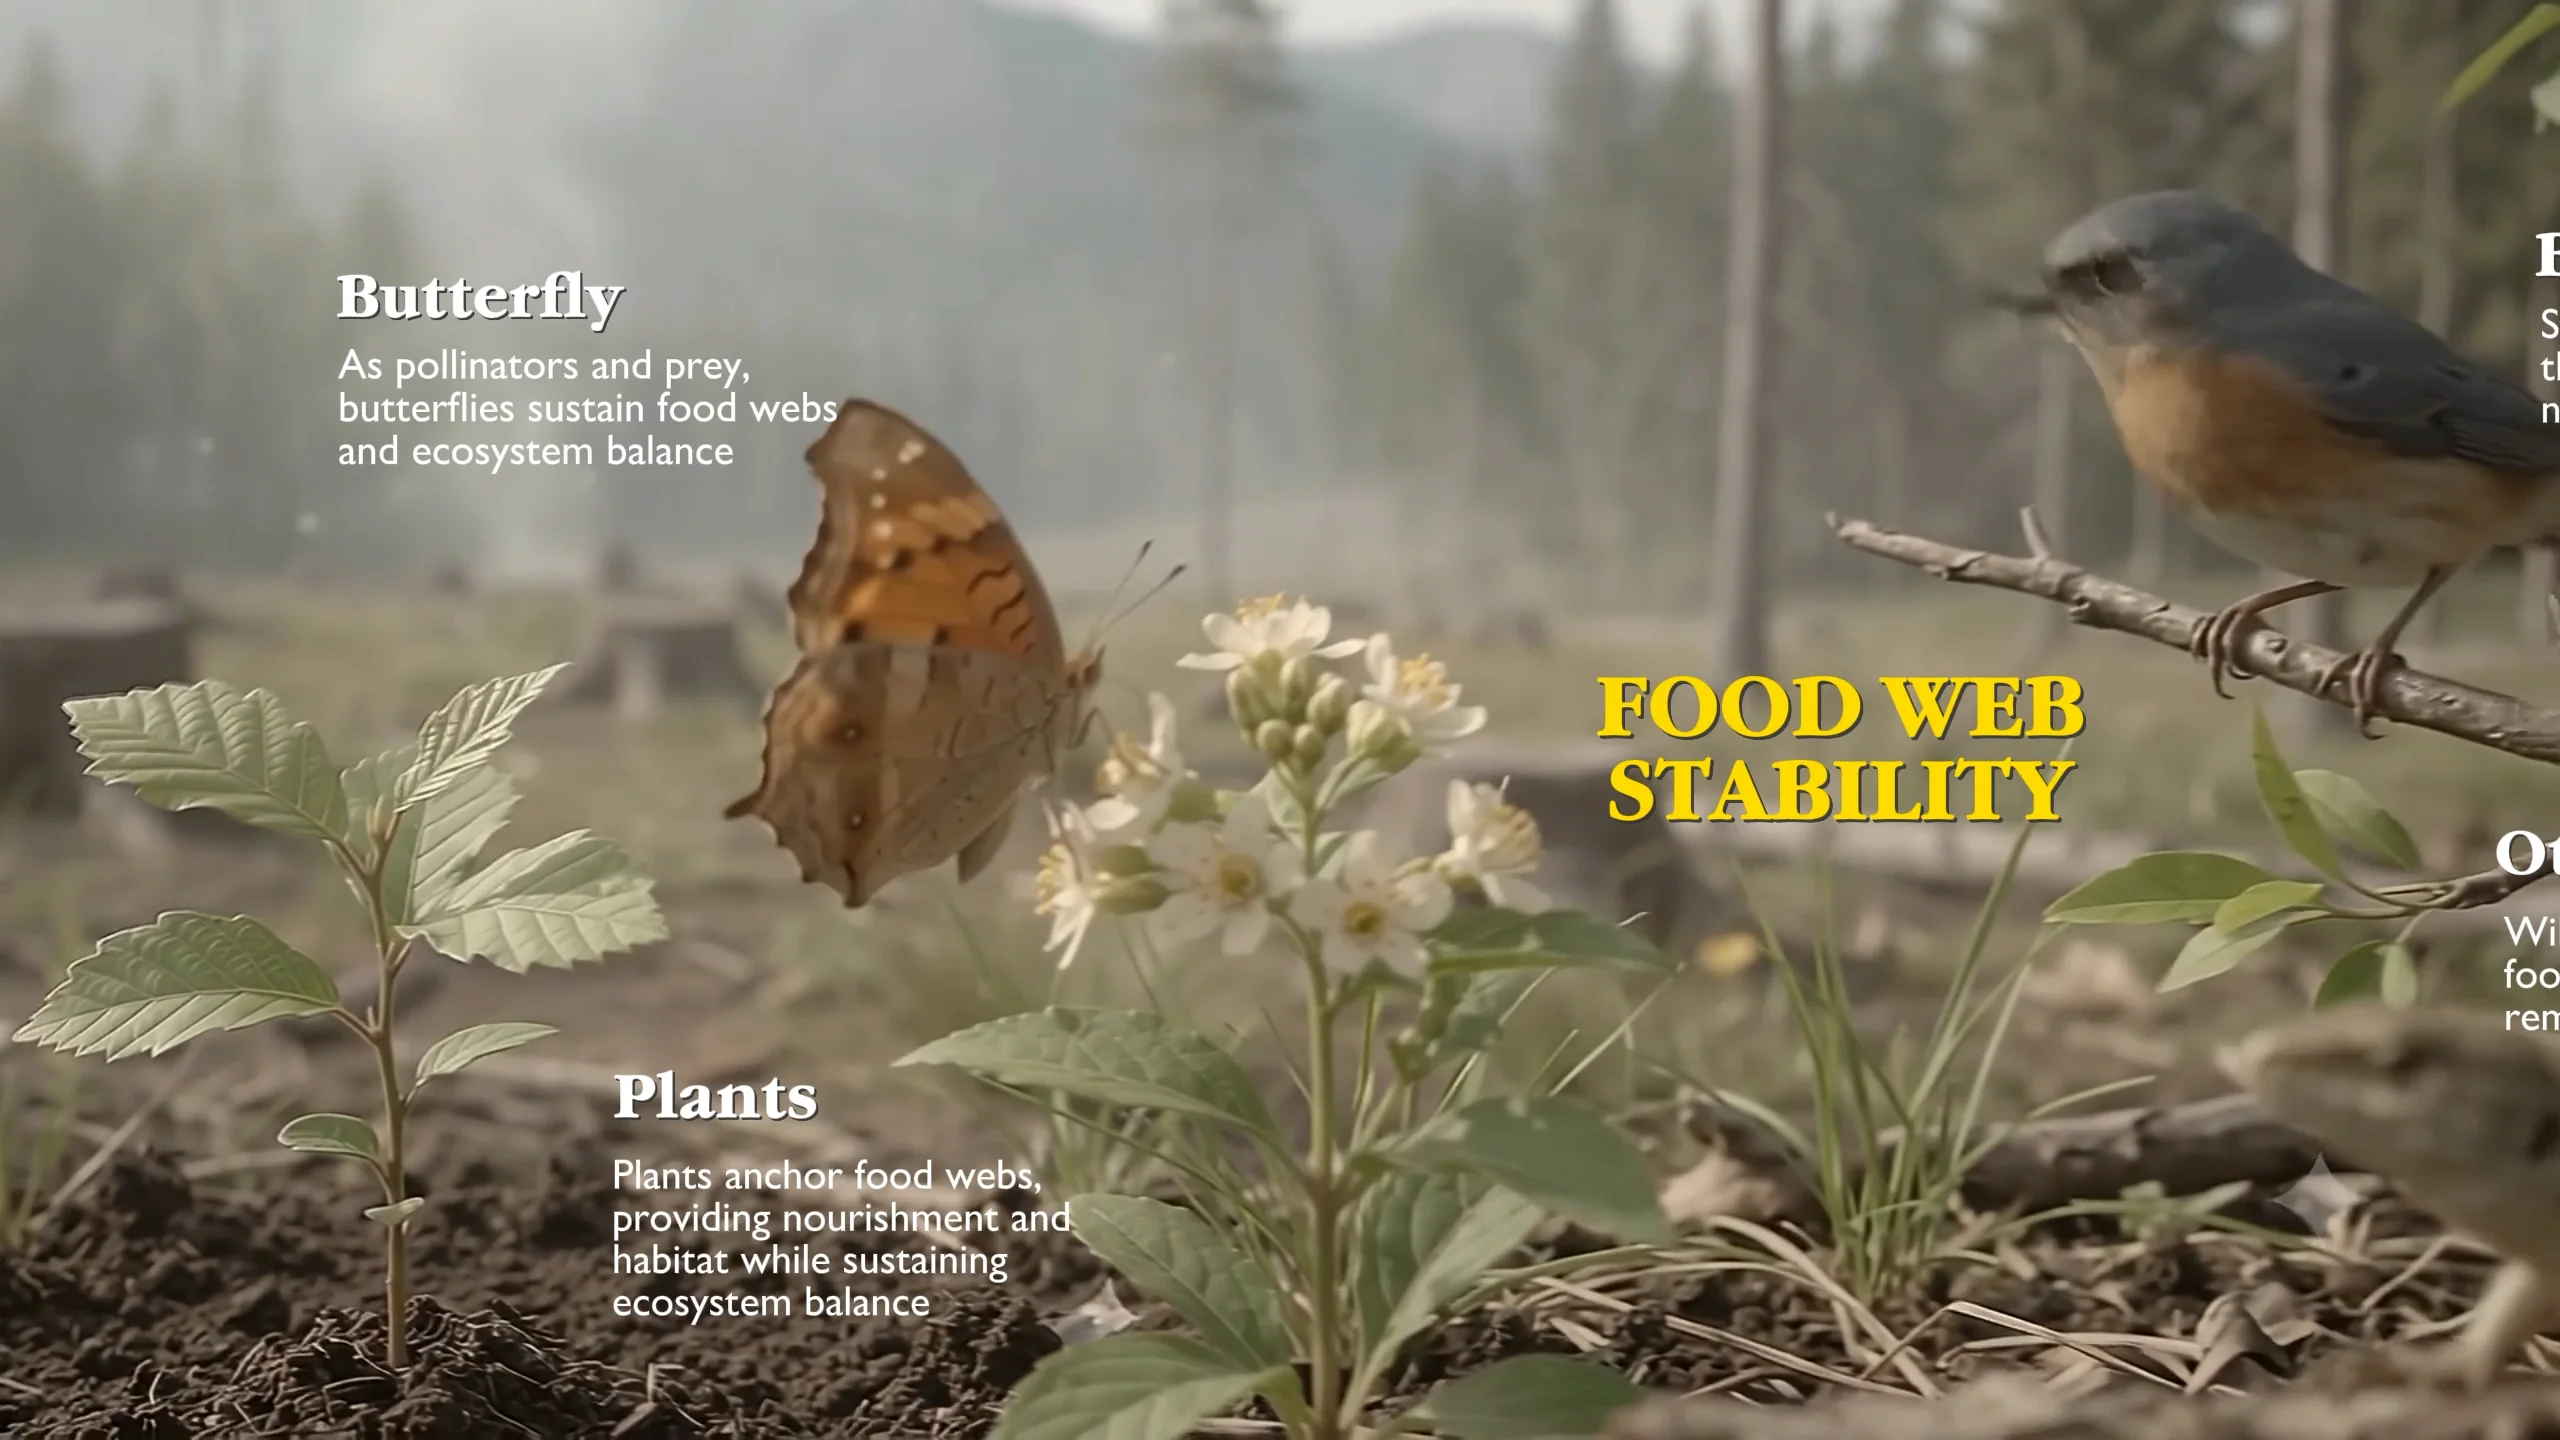 Butterfly
As pollinators and prey,
butterflies sustain food webs
and ecosystem balance
FOOD WEB
STABILITY
Plants
Plants anchor food webs,
providing nourishment and
habitat while sustaining
ecosystem balance